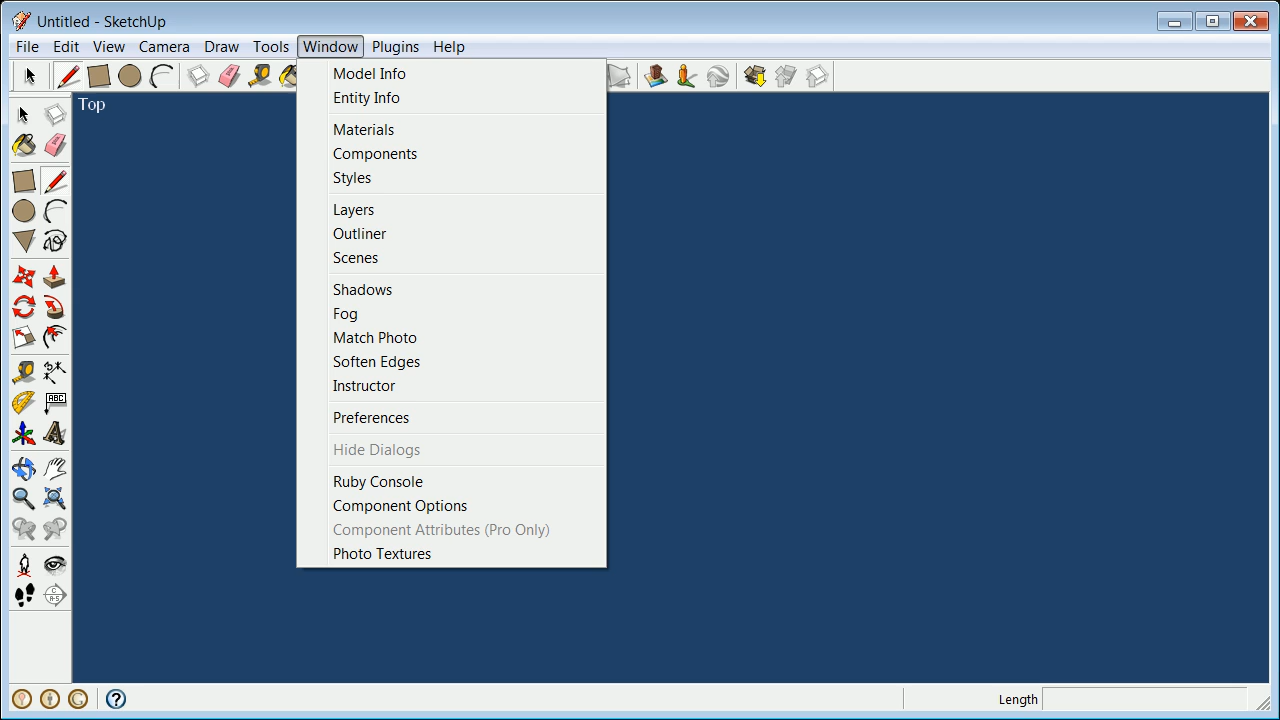 Untitled - SketchUp
File Edit View Camera Draw Tools Window Plugins Help
Model Info
Entity Info
Materials
Components
Styles
Layers
Outliner
Scenes
Shadows
Fog
Match Photo
Soften Edges
Instructor
Preferences
Hide Dialogs
Ruby Console
Component Options
Component Attributes (Pro Only)
Photo Textures
Top
ABC
A
C
A-5
G
?
Length